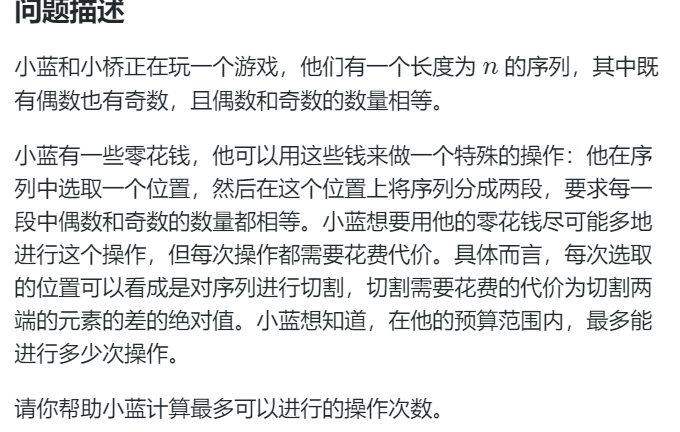 问题描述
小蓝和小桥正在玩一个游戏，他们有一个长度为 n 的序列，其中既
有偶数也有奇数，且偶数和奇数的数量相等。
小蓝有一些零花钱，他可以用这些钱来做一个特殊的操作：他在序
列中选取一个位置，然后在这个位置上将序列分成两段，要求每一
段中偶数和奇数的数量都相等。小蓝想要用他的零花钱尽可能多地
进行这个操作，但每次操作都需要花费代价。具体而言，每次选取
的位置可以看成是对序列进行切割，切割需要花费的代价为切割两
端的元素的差的绝对值。小蓝想知道，在他的预算范围内，最多能
进行多少次操作。
请你帮助小蓝计算最多可以进行的操作次数。